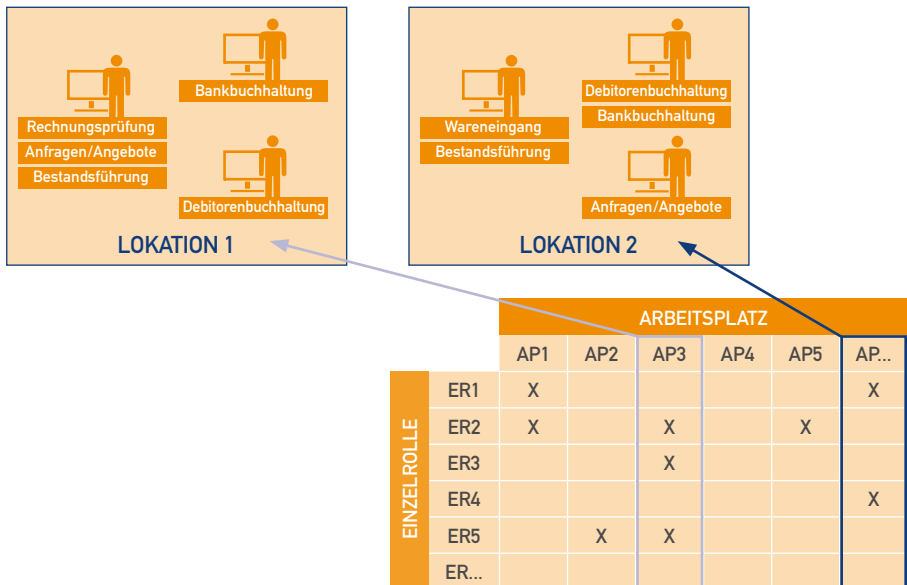 Bankbuchhaltung
Rechnungsprüfung
Anfragen/Angebote
Bestandsführung
Debitorenbuchhaltung
LOKATION 1
Debitorenbuchhaltung
Bankbuchhaltung
Wareneingang
Bestandsführung
Anfragen/Angebote
LOKATION 2
ARBEITSPLATZ
AP1 AP2 AP3 AP4 AP5 AP...
EINZELROLLE
ER1 X X
ER2 X X X
ER3 X
ER4 X
ER5 X X
ER...